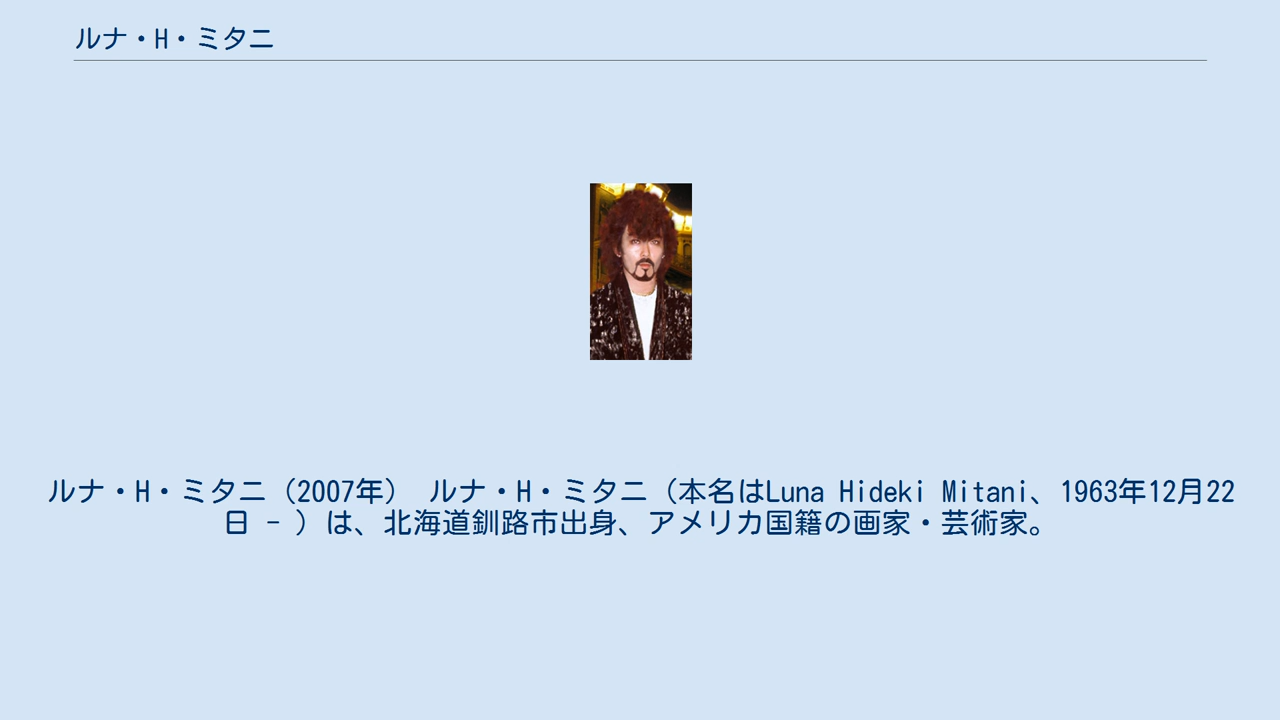 ルナ・H・ミタニ
ルナ・H・ミタニ（2007年） ルナ・H・ミタニ（本名はLuna Hideki Mitani、1963年12月22
日 - ）は、北海道釧路市出身、アメリカ国籍の画家・芸術家。